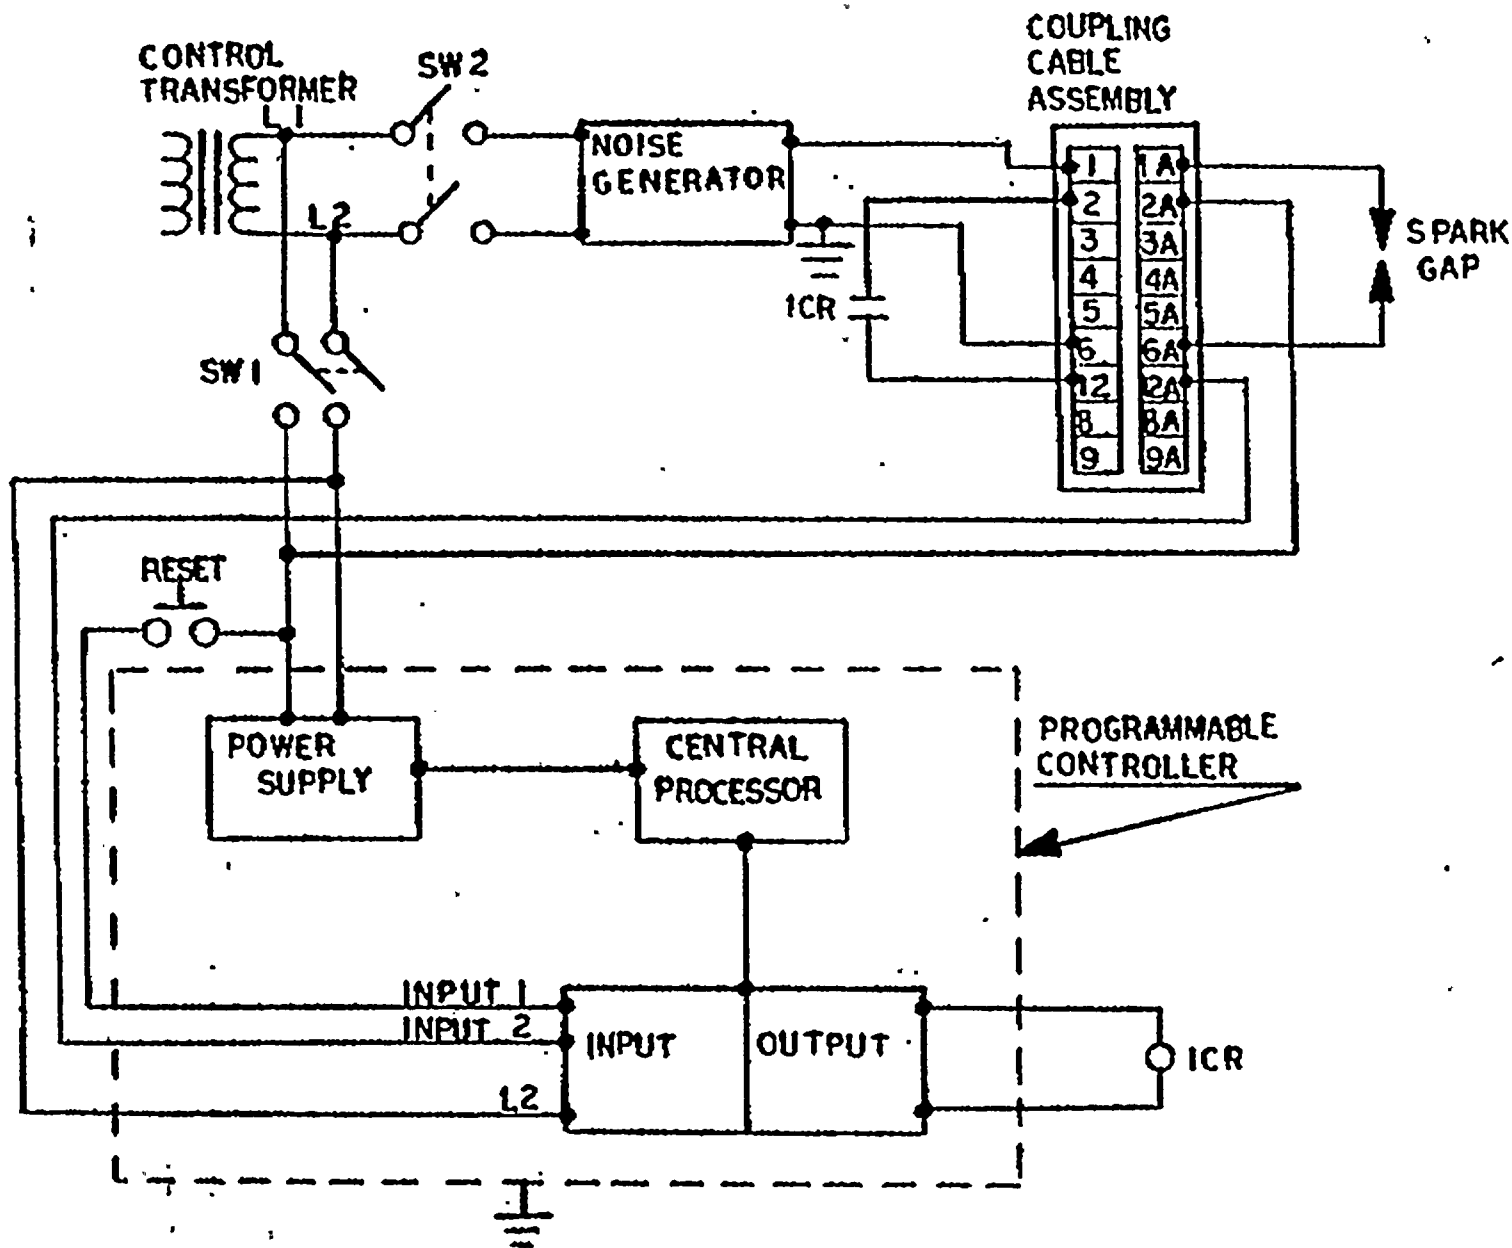 COUPLING
CABLE
ASSEMBLY
CONTROL
TRANSFORMER
L1
SW2
L2
NOISE
GENERATOR
1CR
1 1A
2 2A
3 3A
4 4A
5 5A
6 6A
12 12A
8 8A
9 9A
SPARK
GAP
SW1
RESET
POWER
SUPPLY
CENTRAL
PROCESSOR
PROGRAMMABLE
CONTROLLER
INPUT 1
INPUT 2
L2
INPUT
OUTPUT
1CR